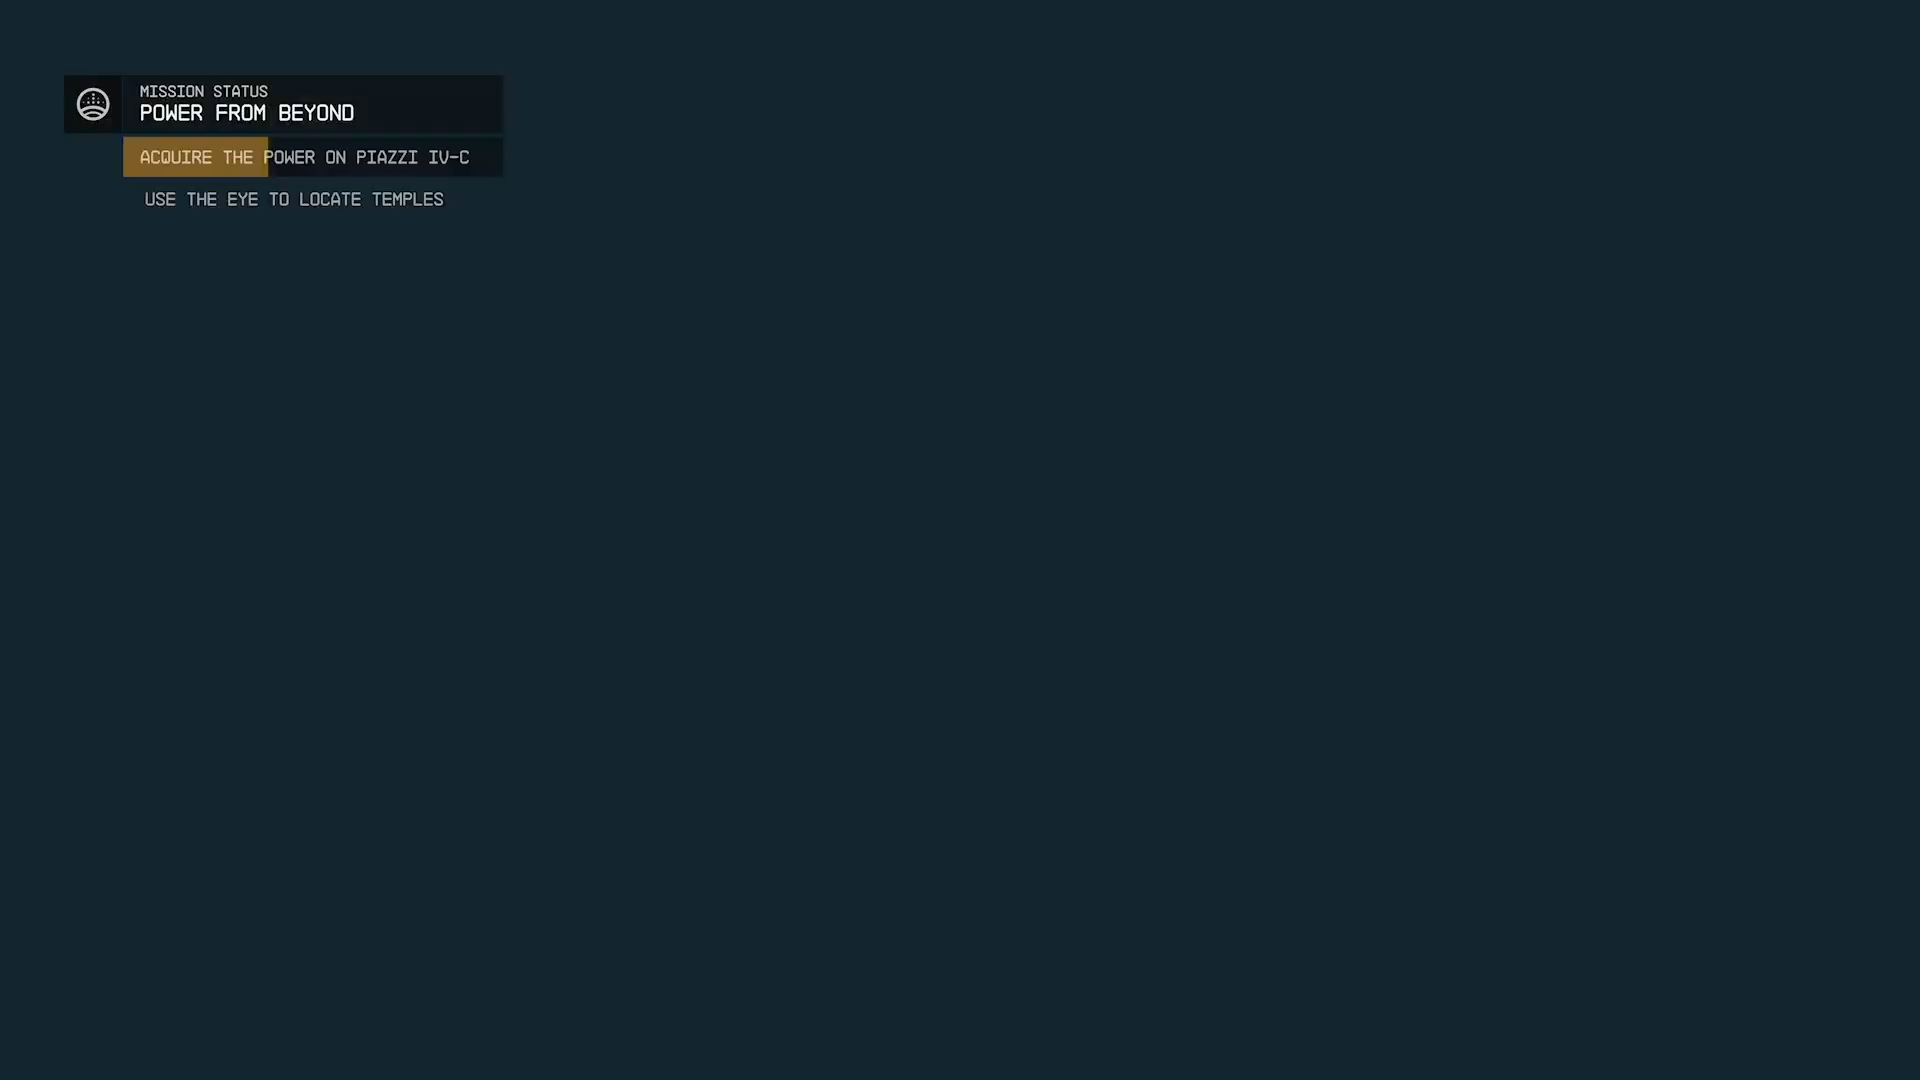 MISSION STATUS
POWER FROM BEYOND
ACQUIRE THE POWER ON PIAZZI IV-C
USE THE EYE TO LOCATE TEMPLES